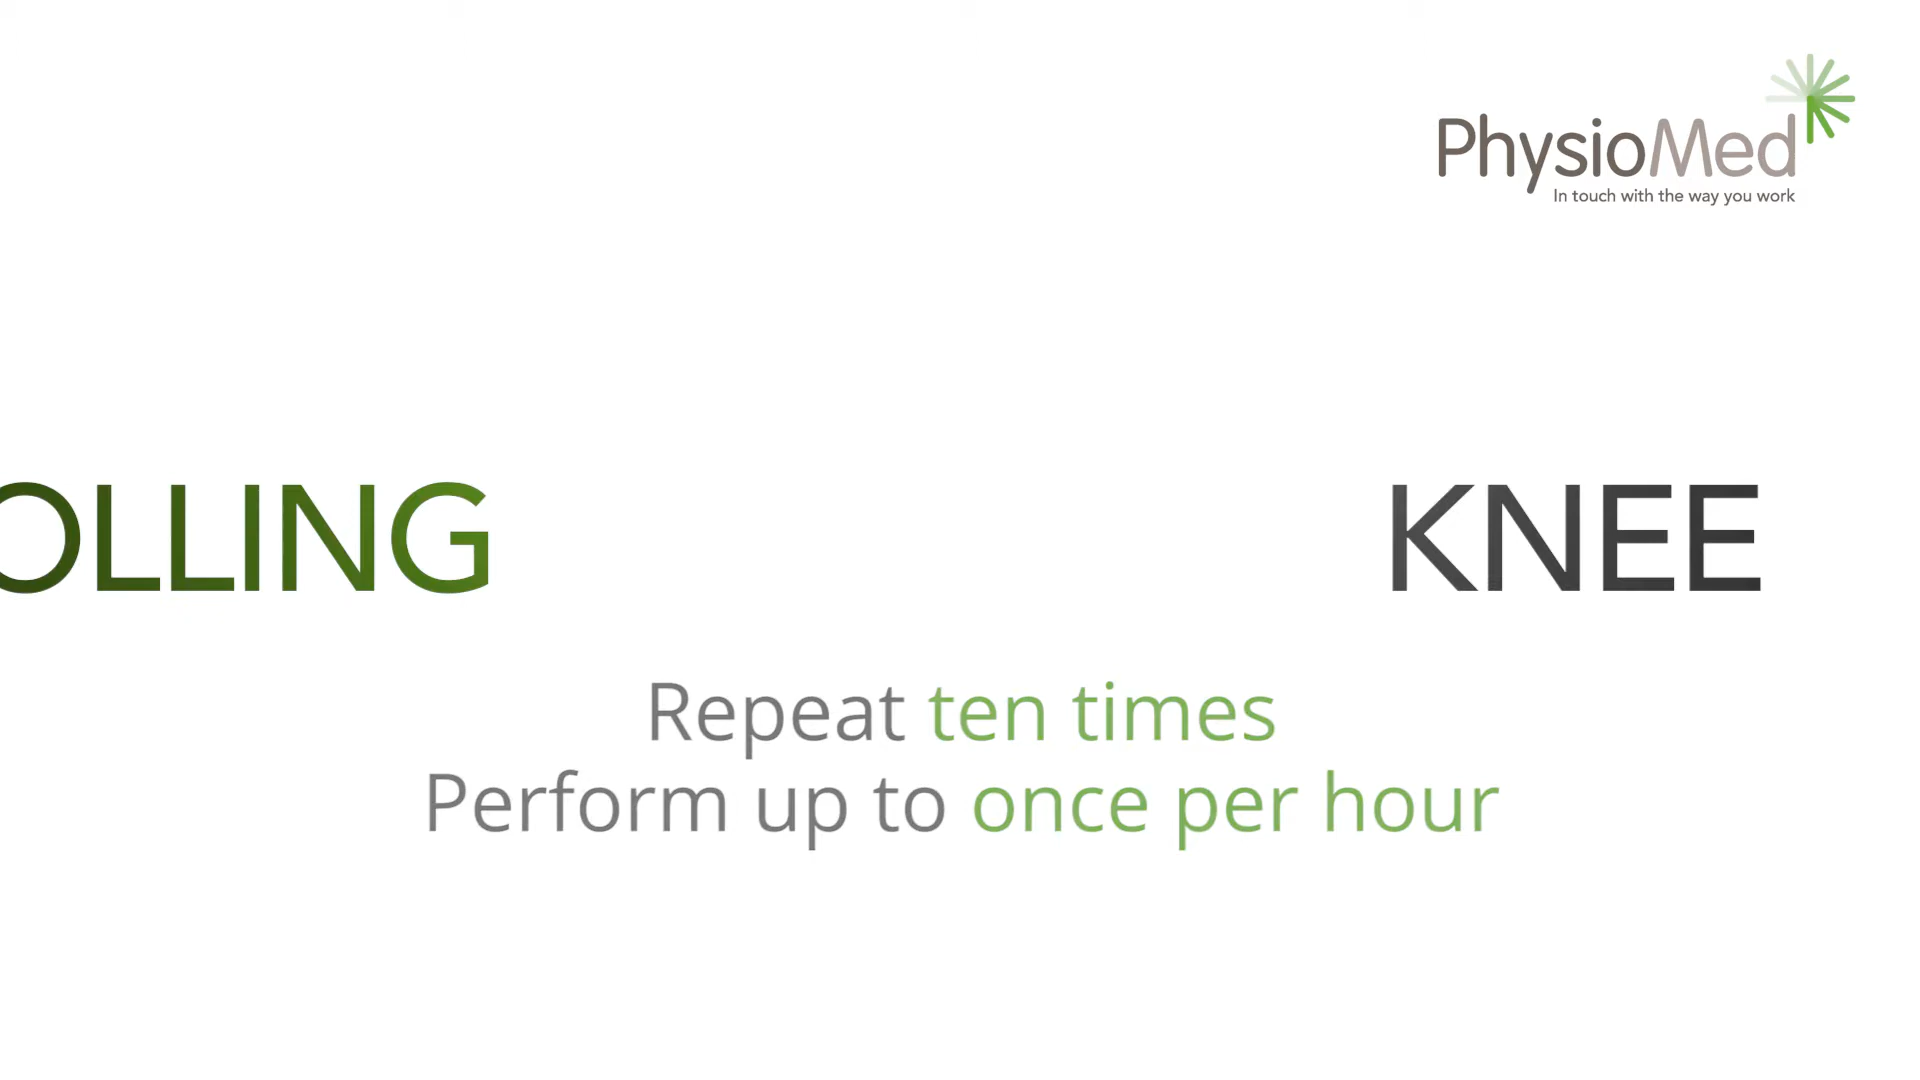 PhysioMed
In touch with the way you work
OLLING KNEE
Repeat ten times
Perform up to once per hour